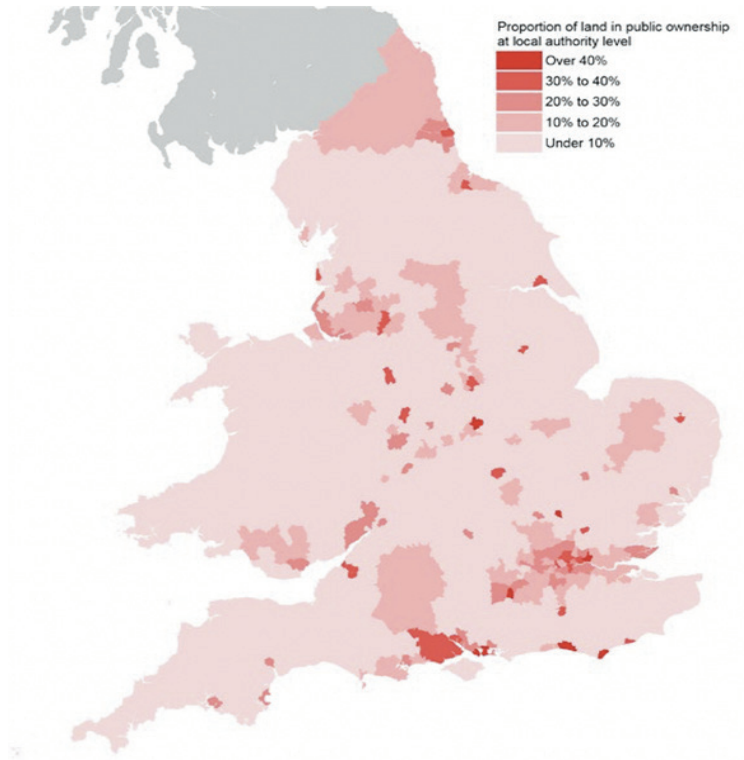 Proportion of land in public ownership
at local authority level
Over 40%
30% to 40%
20% to 30%
10% to 20%
Under 10%